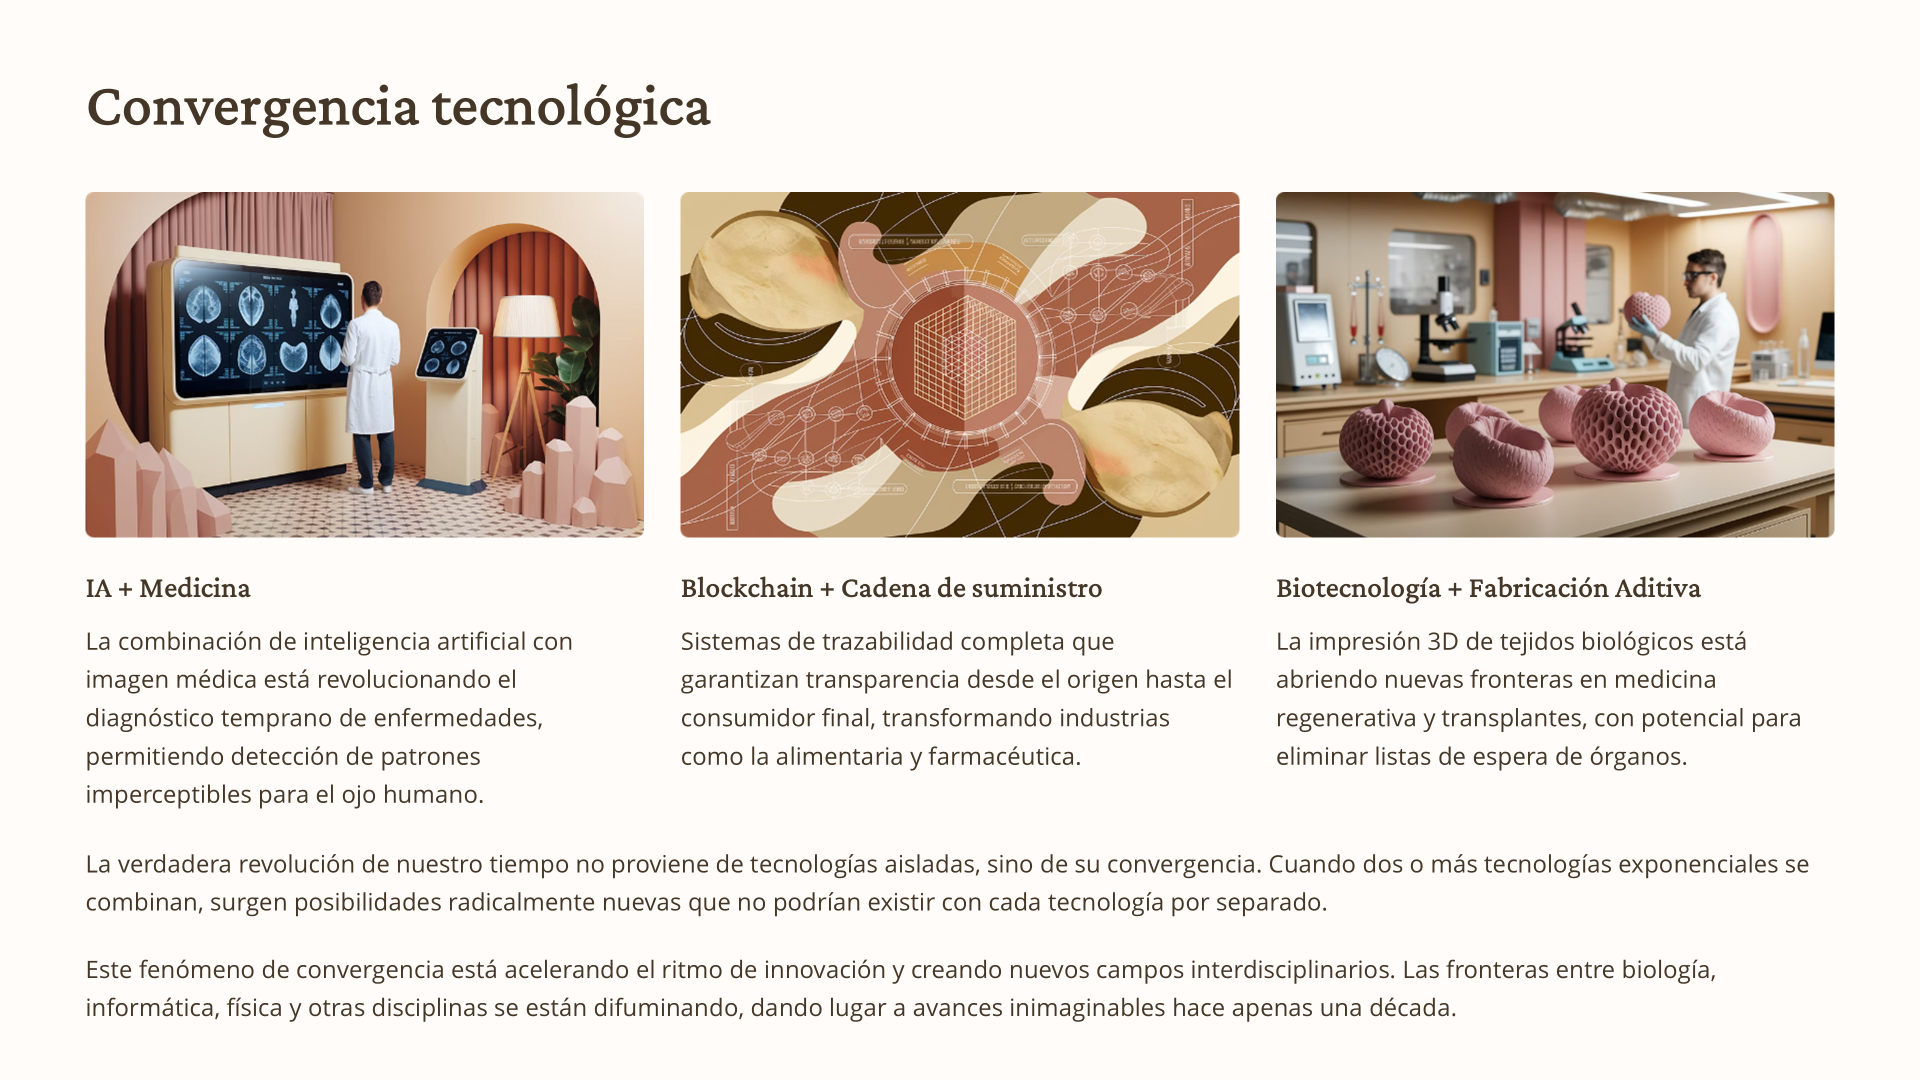 Convergencia tecnológica
IA + Medicina
La combinación de inteligencia artificial con
imagen médica está revolucionando el
diagnóstico temprano de enfermedades,
permitiendo detección de patrones
imperceptibles para el ojo humano.
Blockchain + Cadena de suministro
Sistemas de trazabilidad completa que
garantizan transparencia desde el origen hasta el
consumidor final, transformando industrias
como la alimentaria y farmacéutica.
Biotecnología + Fabricación Aditiva
La impresión 3D de tejidos biológicos está
abriendo nuevas fronteras en medicina
regenerativa y transplantes, con potencial para
eliminar listas de espera de órganos.
La verdadera revolución de nuestro tiempo no proviene de tecnologías aisladas, sino de su convergencia. Cuando dos o más tecnologías exponenciales se
combinan, surgen posibilidades radicalmente nuevas que no podrían existir con cada tecnología por separado.
Este fenómeno de convergencia está acelerando el ritmo de innovación y creando nuevos campos interdisciplinarios. Las fronteras entre biología,
informática, física y otras disciplinas se están difuminando, dando lugar a avances inimaginables hace apenas una década.